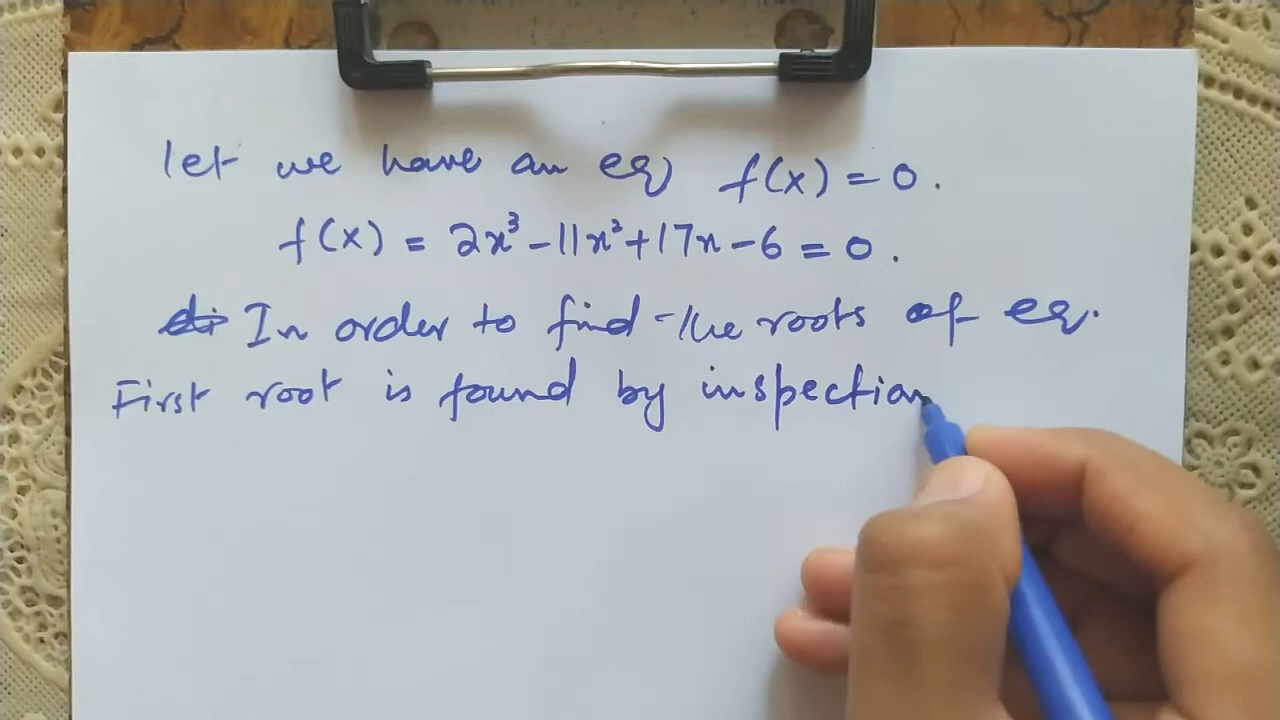 let we have an eq f(x) = 0.
f(x) = 2x³ - 11x² + 17x - 6 = 0.
In order to find the roots of eq.
First root is found by inspection